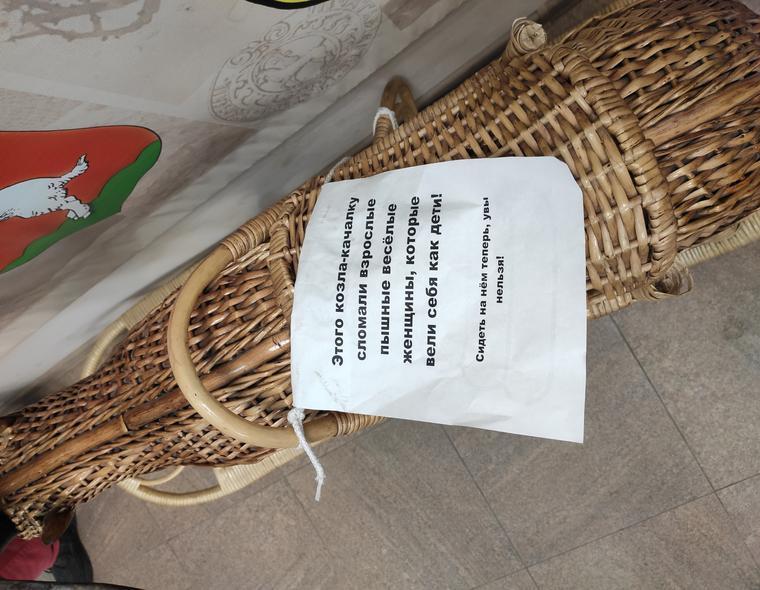 Этого козла-качалку
сломали взрослые
пышные весёлые
женщины, которые
вели себя как дети!
Сидеть на нём теперь, увы
нельзя!